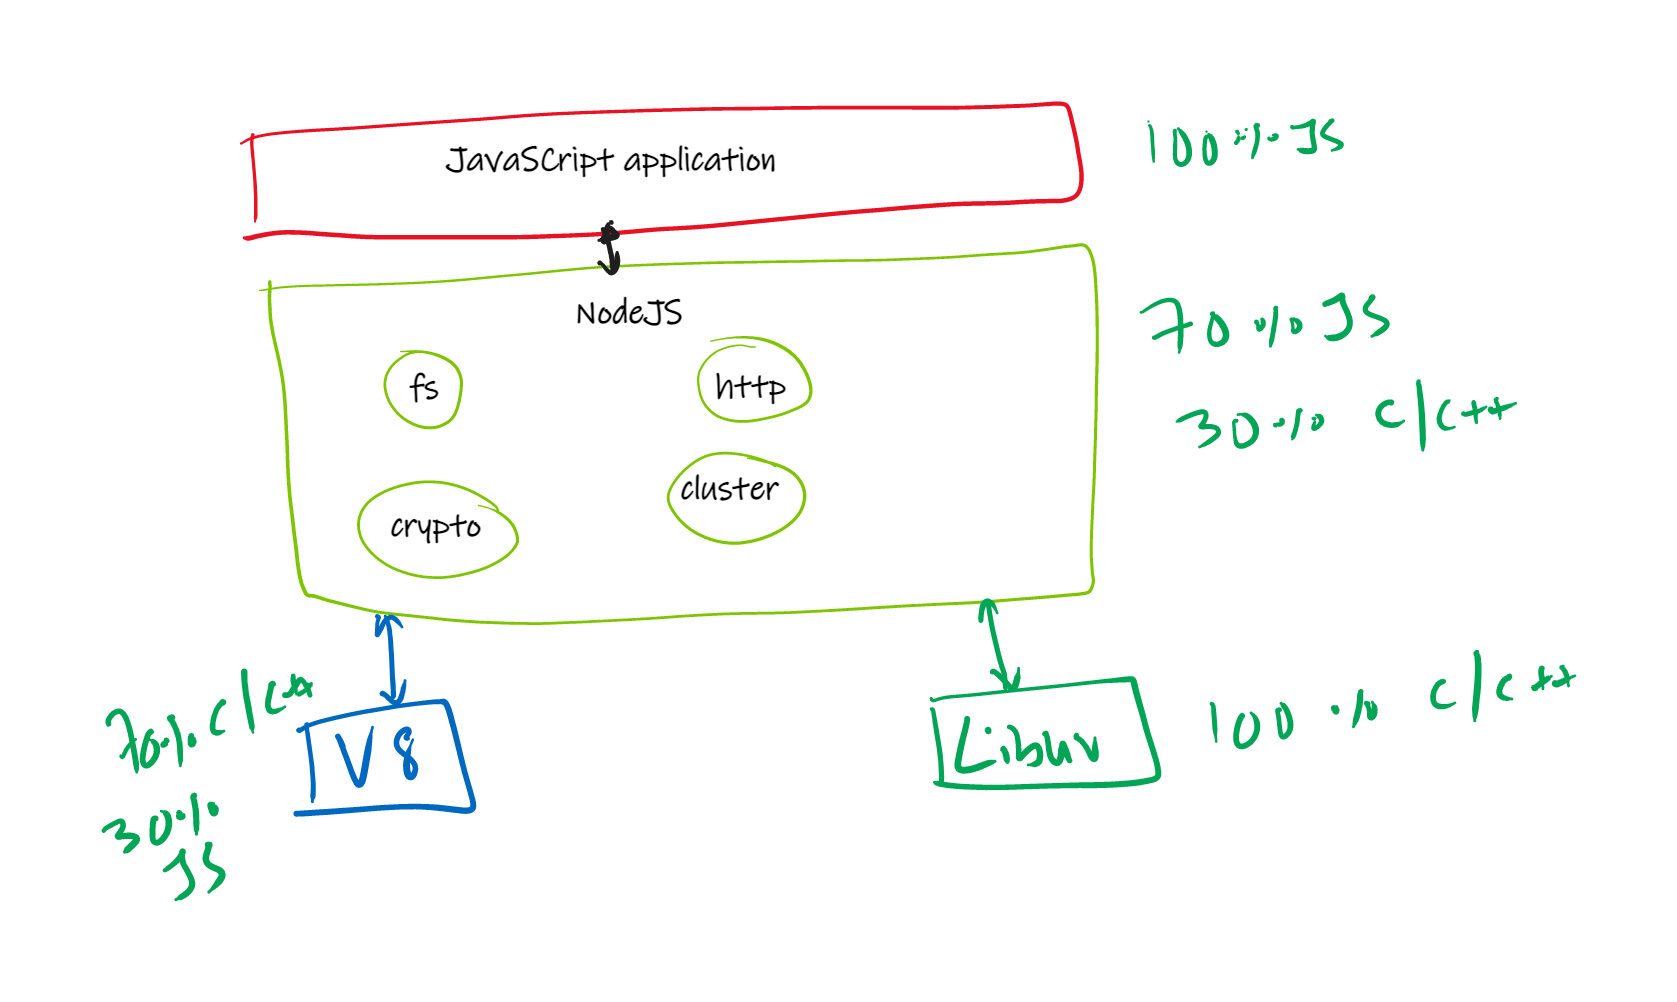 JavaSCript application
100 % JS
NodeJS
70 % JS
fs
http
30 % c/c++
cluster
crypto
70% c/c++
V8
30%
JS
Libuv
100 % c/c++